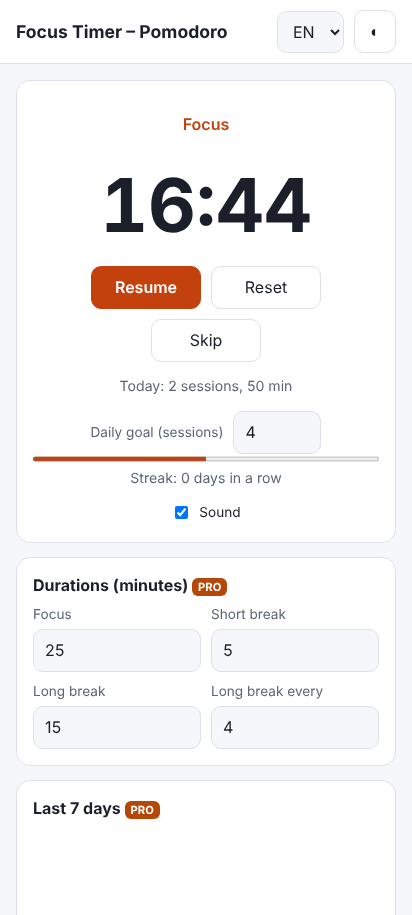 Focus Timer – Pomodoro
EN
Focus
16:44
Resume
Reset
Skip
Today: 2 sessions, 50 min
Daily goal (sessions) 4
Streak: 0 days in a row
Sound
Durations (minutes) PRO
Focus
Short break
25
5
Long break
Long break every
15
4
Last 7 days PRO